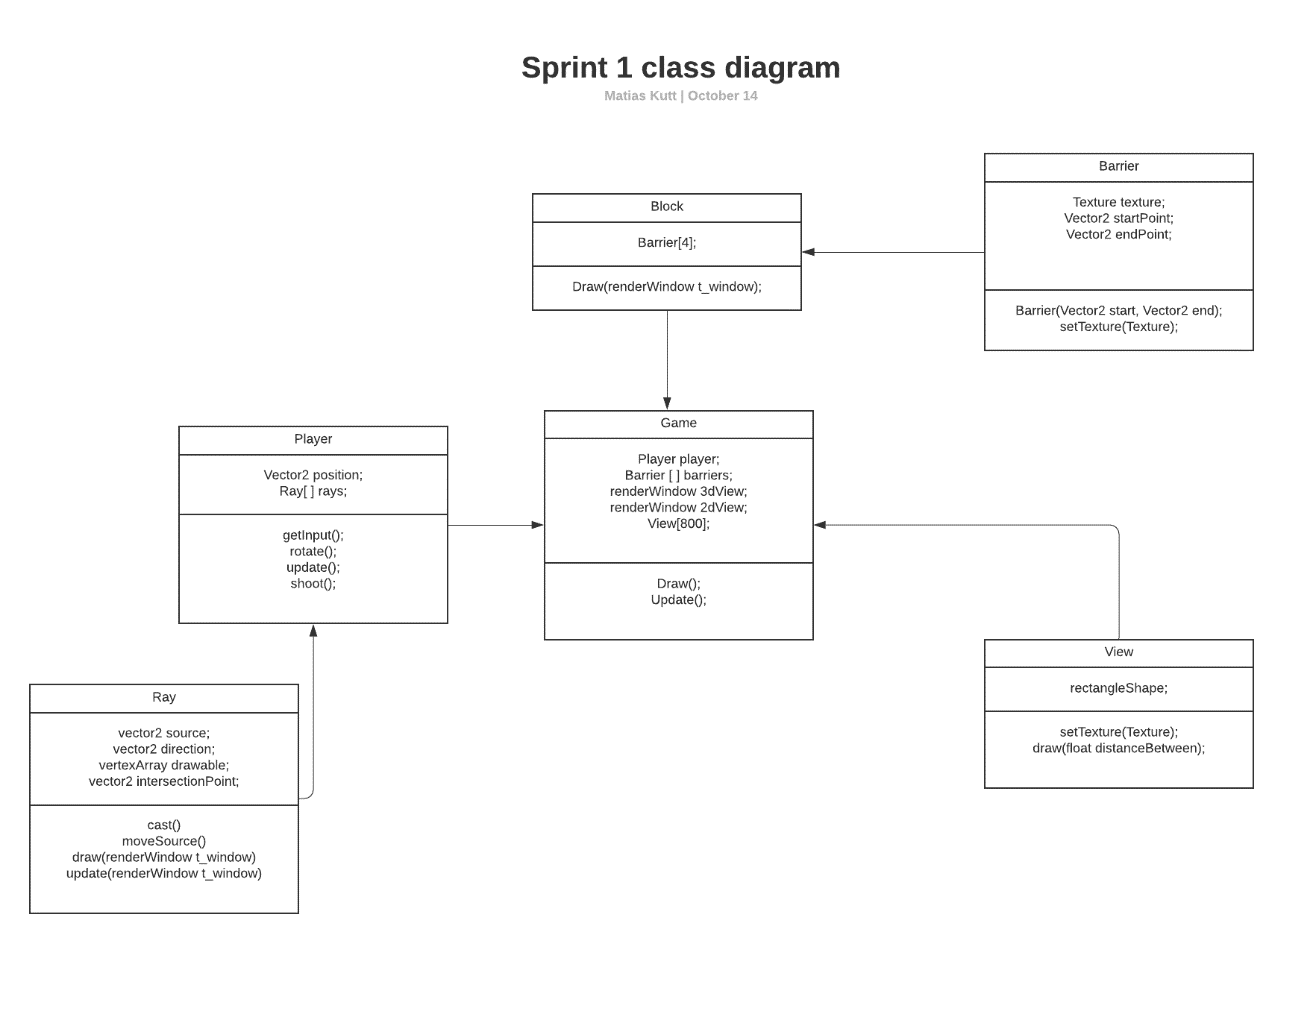 Sprint 1 class diagram
Matias Kutt | October 14
Barrier
Texture texture;
Vector2 startPoint;
Vector2 endPoint;
Barrier(Vector2 start, Vector2 end);
setTexture(Texture);
Block
Barrier[4];
Draw(renderWindow t_window);
Game
Player player;
Barrier [ ] barriers;
renderWindow 3dView;
renderWindow 2dView;
View[800];
Draw();
Update();
Player
Vector2 position;
Ray[ ] rays;
getInput();
rotate();
update();
shoot();
View
rectangleShape;
setTexture(Texture);
draw(float distanceBetween);
Ray
vector2 source;
vector2 direction;
vertexArray drawable;
vector2 intersectionPoint;
cast()
moveSource()
draw(renderWindow t_window)
update(renderWindow t_window)